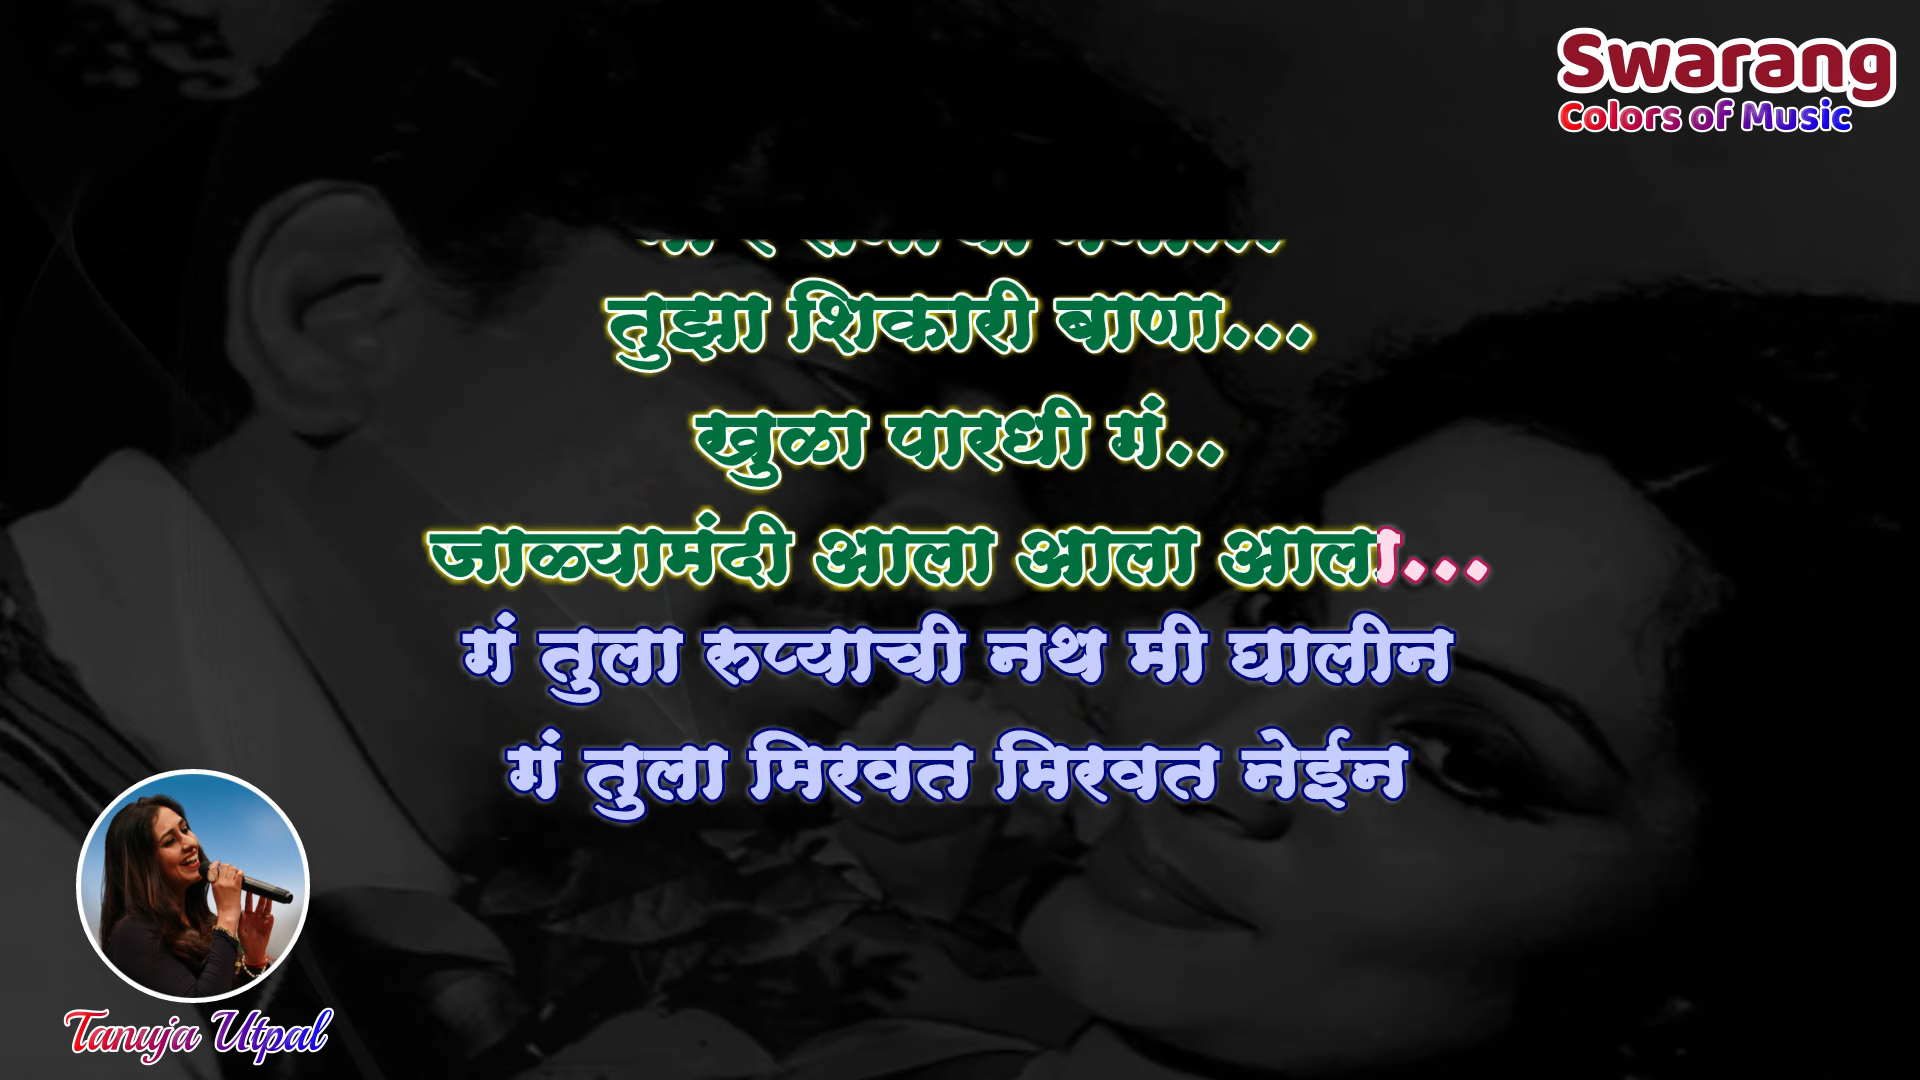 Swarang
Colors of Music
तुझा शिकारी बाणा...
खुळा पारधी गं..
जाळ्यामंदी आला आला आला...
गं तुला रुप्याची नथ मी घालीन
गं तुला मिरवत मिरवत नेईन
Tanuja Utpal